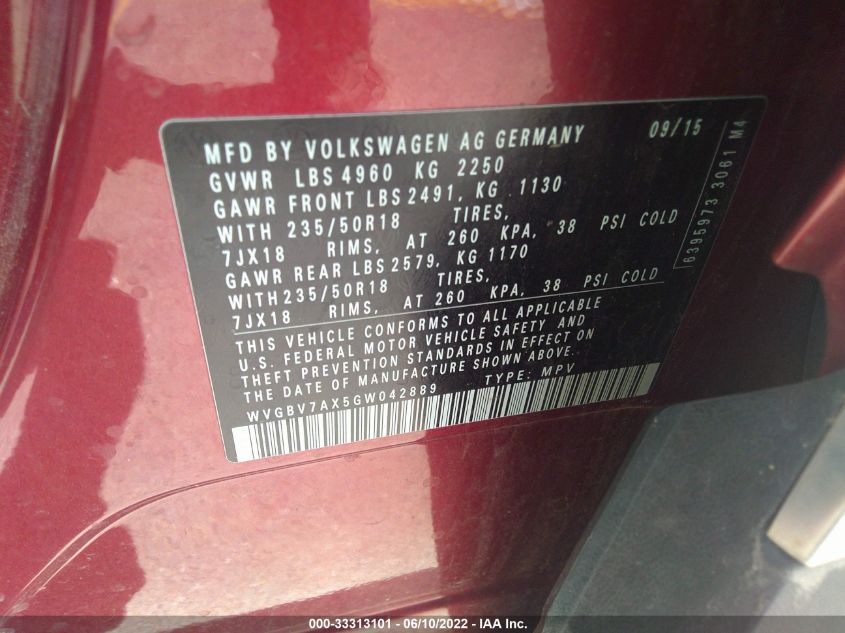 MFD BY VOLKSWAGEN AG GERMANY 09/15
GVWR LBS 4960 KG 2250
GAWR FRONT LBS 2491, KG 1130
WITH 235/50R18 TIRES,
7JX18 RIMS, AT 260 KPA, 38 PSI COLD
GAWR REAR LBS 2579, KG 1170
WITH 235/50R18 TIRES,
7JX18 RIMS, AT 260 KPA, 38 PSI COLD
THIS VEHICLE CONFORMS TO ALL APPLICABLE
U.S. FEDERAL MOTOR VEHICLE SAFETY AND
THEFT PREVENTION STANDARDS IN EFFECT ON
THE DATE OF MANUFACTURE SHOWN ABOVE.
WVGBV7AX5GW042889 TYPE: MPV
6395973 3061 M4
000-33313101 - 06/10/2022 - IAA Inc.